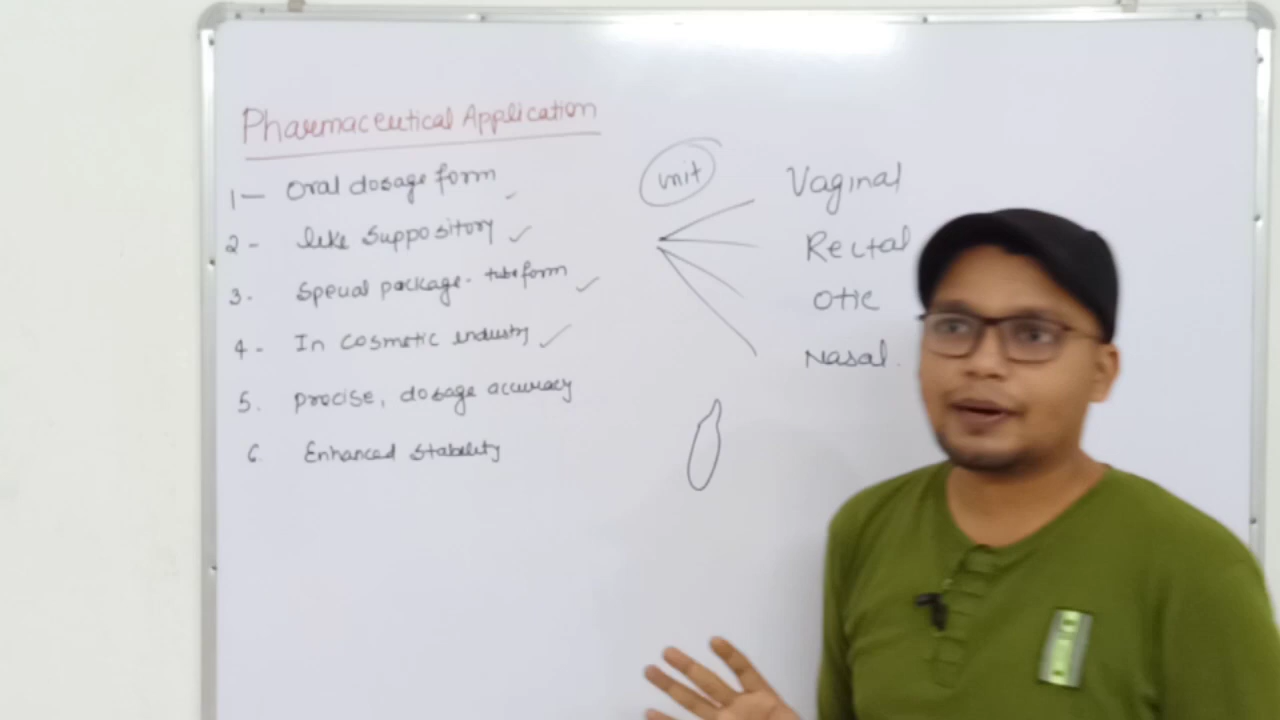 Pharmaceutical Application
1— Oral dosage form
2 - like Suppository ✓
3. Special package. tube form ✓
4 - In cosmetic industry ✓
5. Precise, dosage accuracy
6. Enhanced Stability
Unit
Vaginal
Rectal
Otic
Nasal.